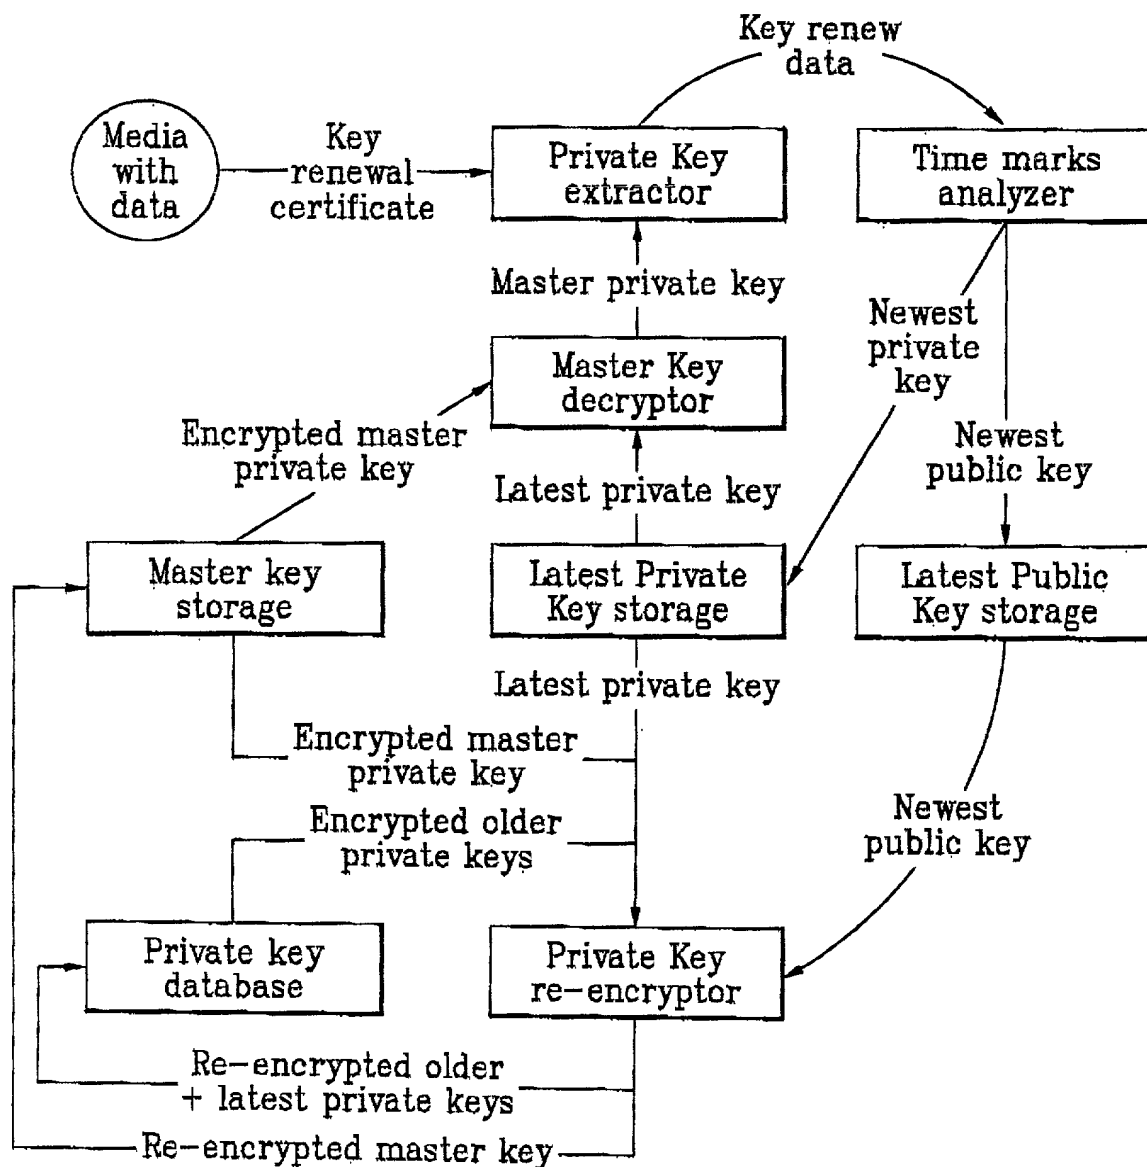 Key renew
data
Media
with
data
Key
renewal
certificate
Private Key
extractor
Time marks
analyzer
Master private key
Newest
private
key
Master Key
decryptor
Encrypted master
private key
Newest
public key
Latest private key
Master key
storage
Latest Private
Key storage
Latest Public
Key storage
Latest private key
Encrypted master
private key
Encrypted older
private keys
Newest
public key
Private key
database
Private Key
re-encryptor
Re-encrypted older
+ latest private keys
Re-encrypted master key